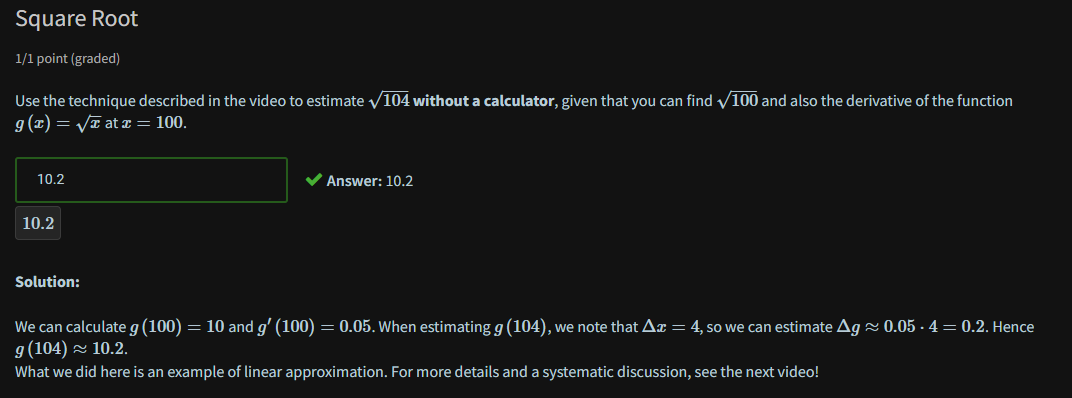 Square Root
1/1 point (graded)
Use the technique described in the video to estimate √104 without a calculator, given that you can find √100 and also the derivative of the function
g (x) = √x at x = 100.
10.2
Answer: 10.2
10.2
Solution:
We can calculate g (100) = 10 and g′ (100) = 0.05. When estimating g (104), we note that Δx = 4, so we can estimate Δg ≈ 0.05 · 4 = 0.2. Hence
g (104) ≈ 10.2.
What we did here is an example of linear approximation. For more details and a systematic discussion, see the next video!